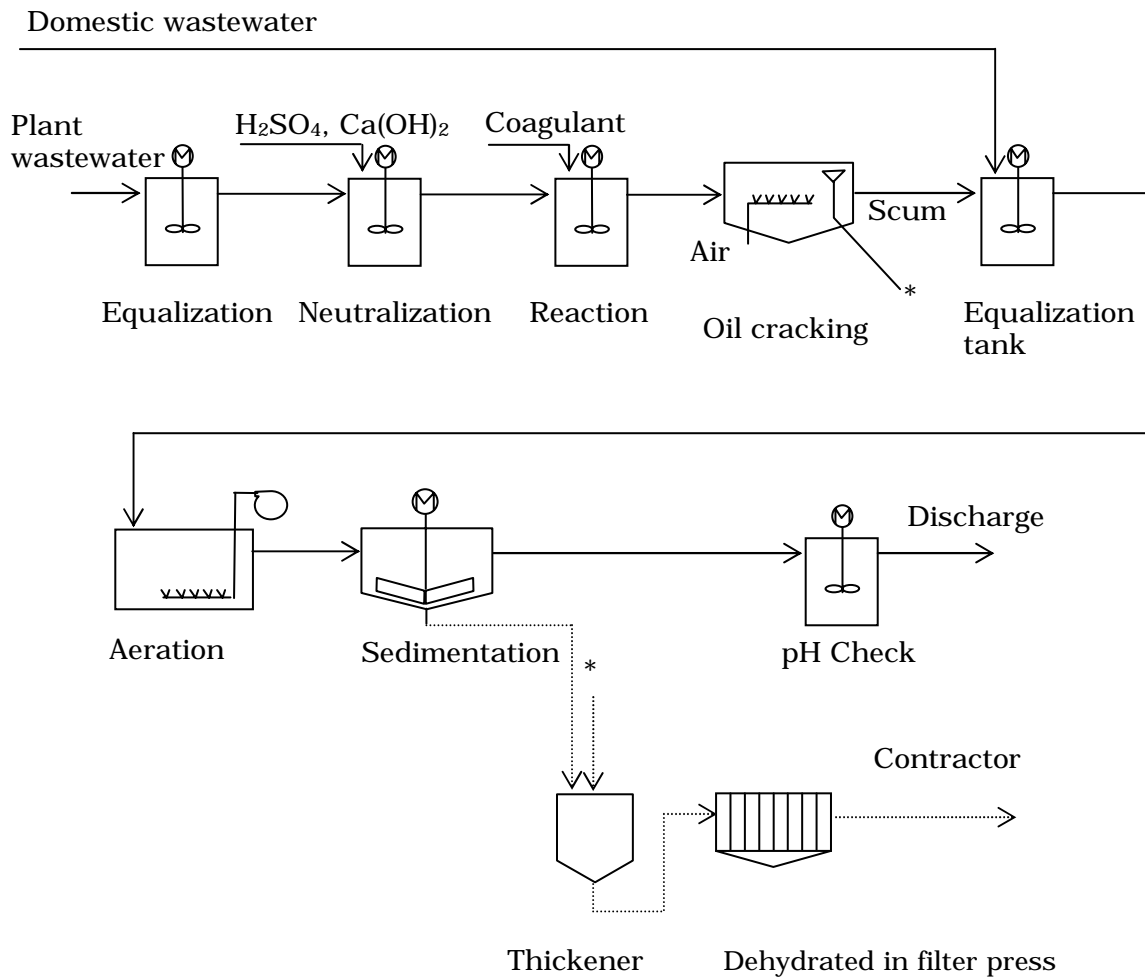 Domestic wastewater
Plant
wastewater
H₂SO₄, Ca(OH)₂
Coagulant
M
M
M
M
Scum
Air
*
Equalization
Neutralization
Reaction
Oil cracking
Equalization
tank
M
M
Discharge
Aeration
Sedimentation
pH Check
*
Contractor
Thickener
Dehydrated in filter press